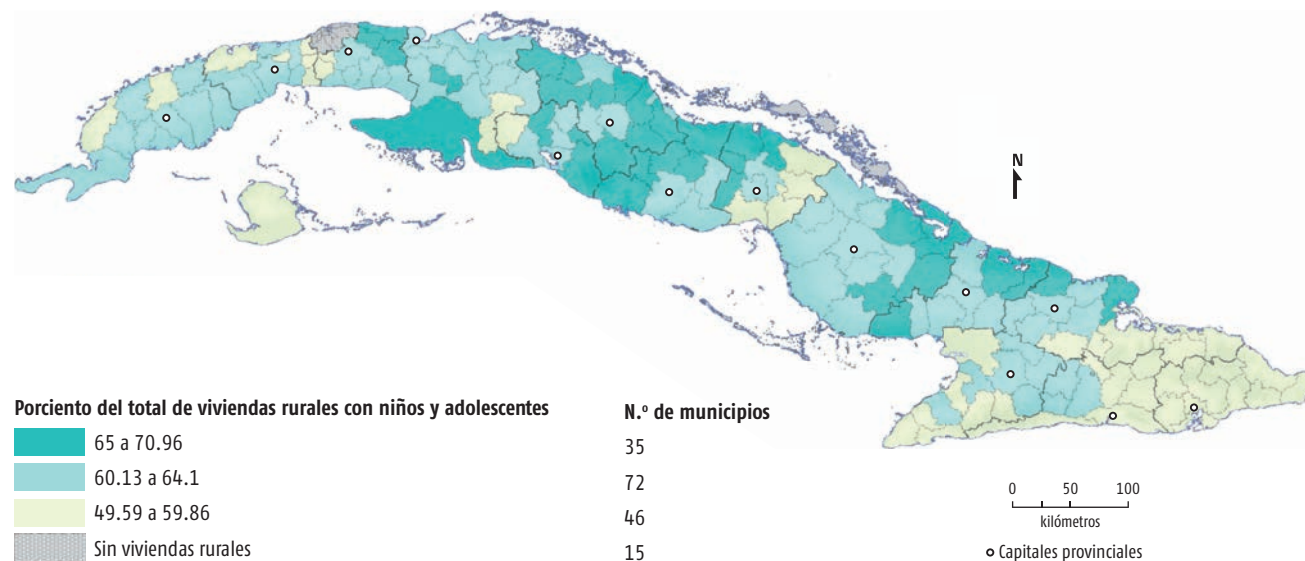 N
Porciento del total de viviendas rurales con niños y adolescentes
65 a 70.96
60.13 a 64.1
49.59 a 59.86
Sin viviendas rurales
N.º de municipios
35
72
46
15
0 50 100
kilómetros
Capitales provinciales